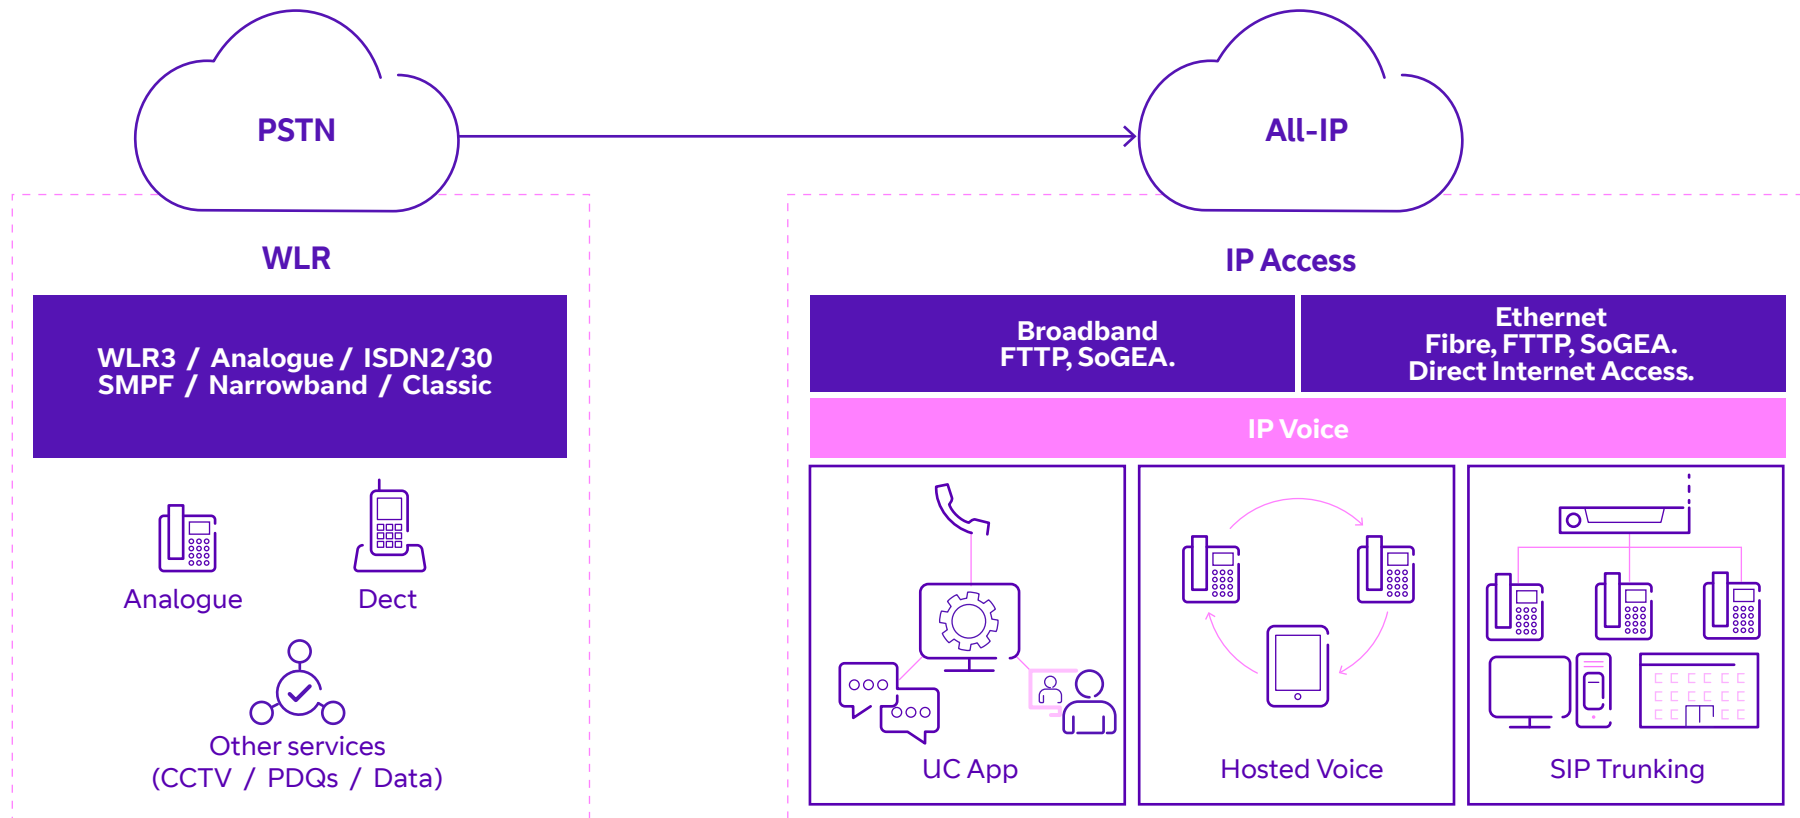 PSTN
All-IP
WLR
WLR3 / Analogue / ISDN2/30
SMPF / Narrowband / Classic
Analogue
Dect
Other services
(CCTV / PDQs / Data)
IP Access
Broadband
FTTP, SoGEA.
Ethernet
Fibre, FTTP, SoGEA.
Direct Internet Access.
IP Voice
UC App
Hosted Voice
SIP Trunking